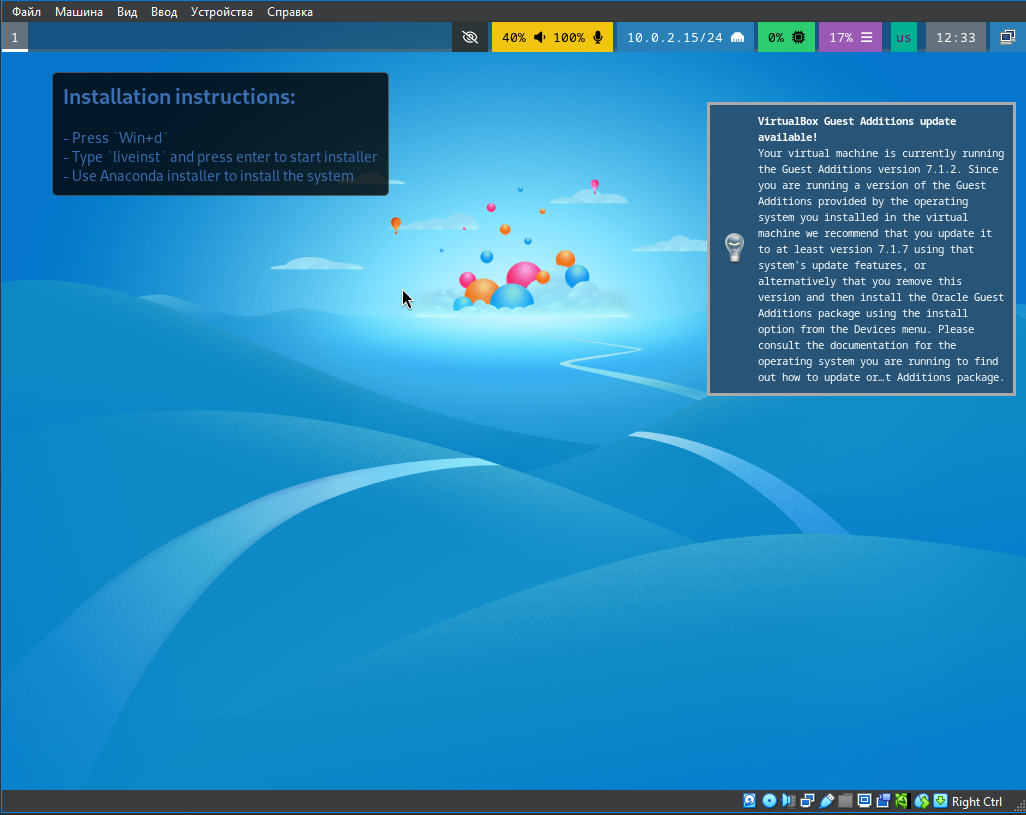 Файл Машина Вид Ввод Устройства Справка
1 40% 100% 10.0.2.15/24 0% 17% us 12:33
Installation instructions:
- Press `Win+d`
- Type `liveinst` and press enter to start installer
- Use Anaconda installer to install the system
VirtualBox Guest Additions update
available!
Your virtual machine is currently running
the Guest Additions version 7.1.2. Since
you are running a version of the Guest
Additions provided by the operating
system you installed in the virtual
machine we recommend that you update it
to at least version 7.1.7 using that
system's update features, or
alternatively that you remove this
version and then install the Oracle Guest
Additions package using the install
option from the Devices menu. Please
consult the documentation for the
operating system you are running to find
out how to update or…t Additions package.
Right Ctrl